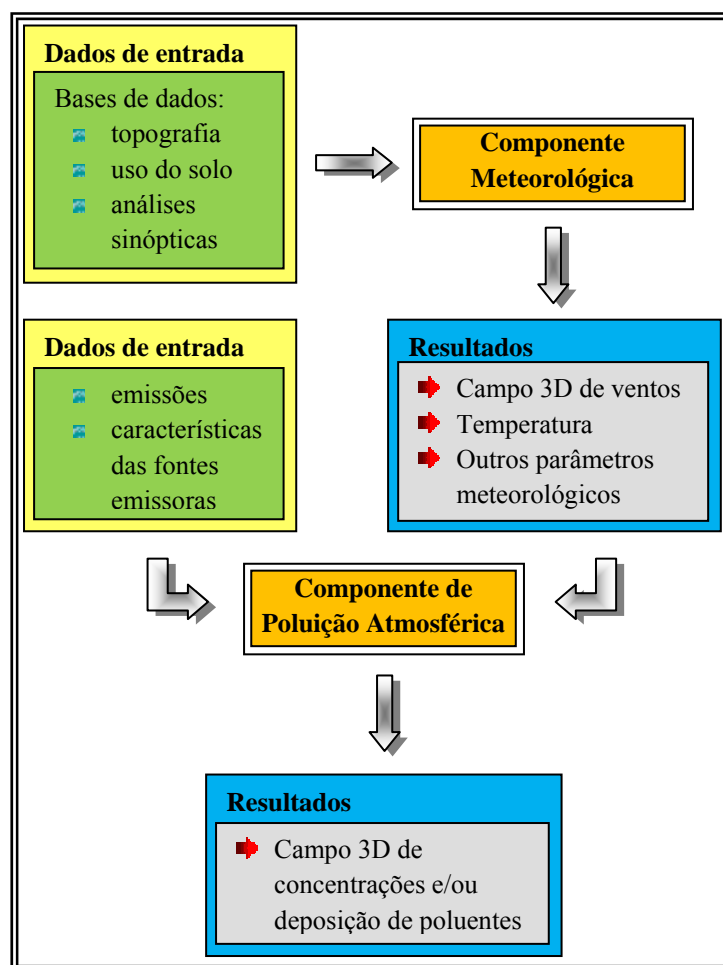 Dados de entrada
Bases de dados:
topografia
uso do solo
análises
sinópticas
Componente
Meteorológica
Dados de entrada
emissões
característícas
das fontes
emissoras
Resultados
Campo 3D de ventos
Temperatura
Outros parâmetros
meteorológicos
Componente de
Poluição Atmosférica
Resultados
Campo 3D de
concentrações e/ou
deposição de poluentes